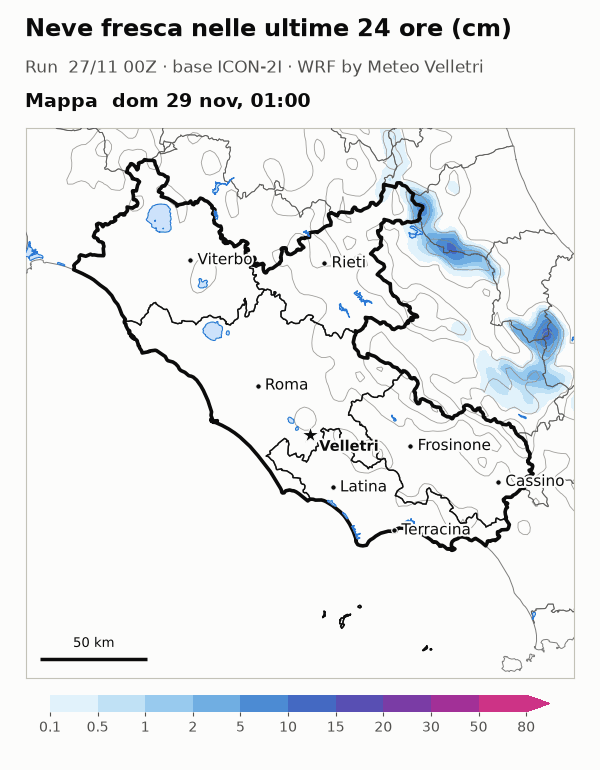 Neve fresca nelle ultime 24 ore (cm)
Run  27/11 00Z · base ICON-2I · WRF by Meteo Velletri
Mappa  dom 29 nov, 01:00
Viterbo
Rieti
Roma
Velletri
Frosinone
Latina
Cassino
Terracina
50 km
0.1 0.5 1 2 5 10 15 20 30 50 80